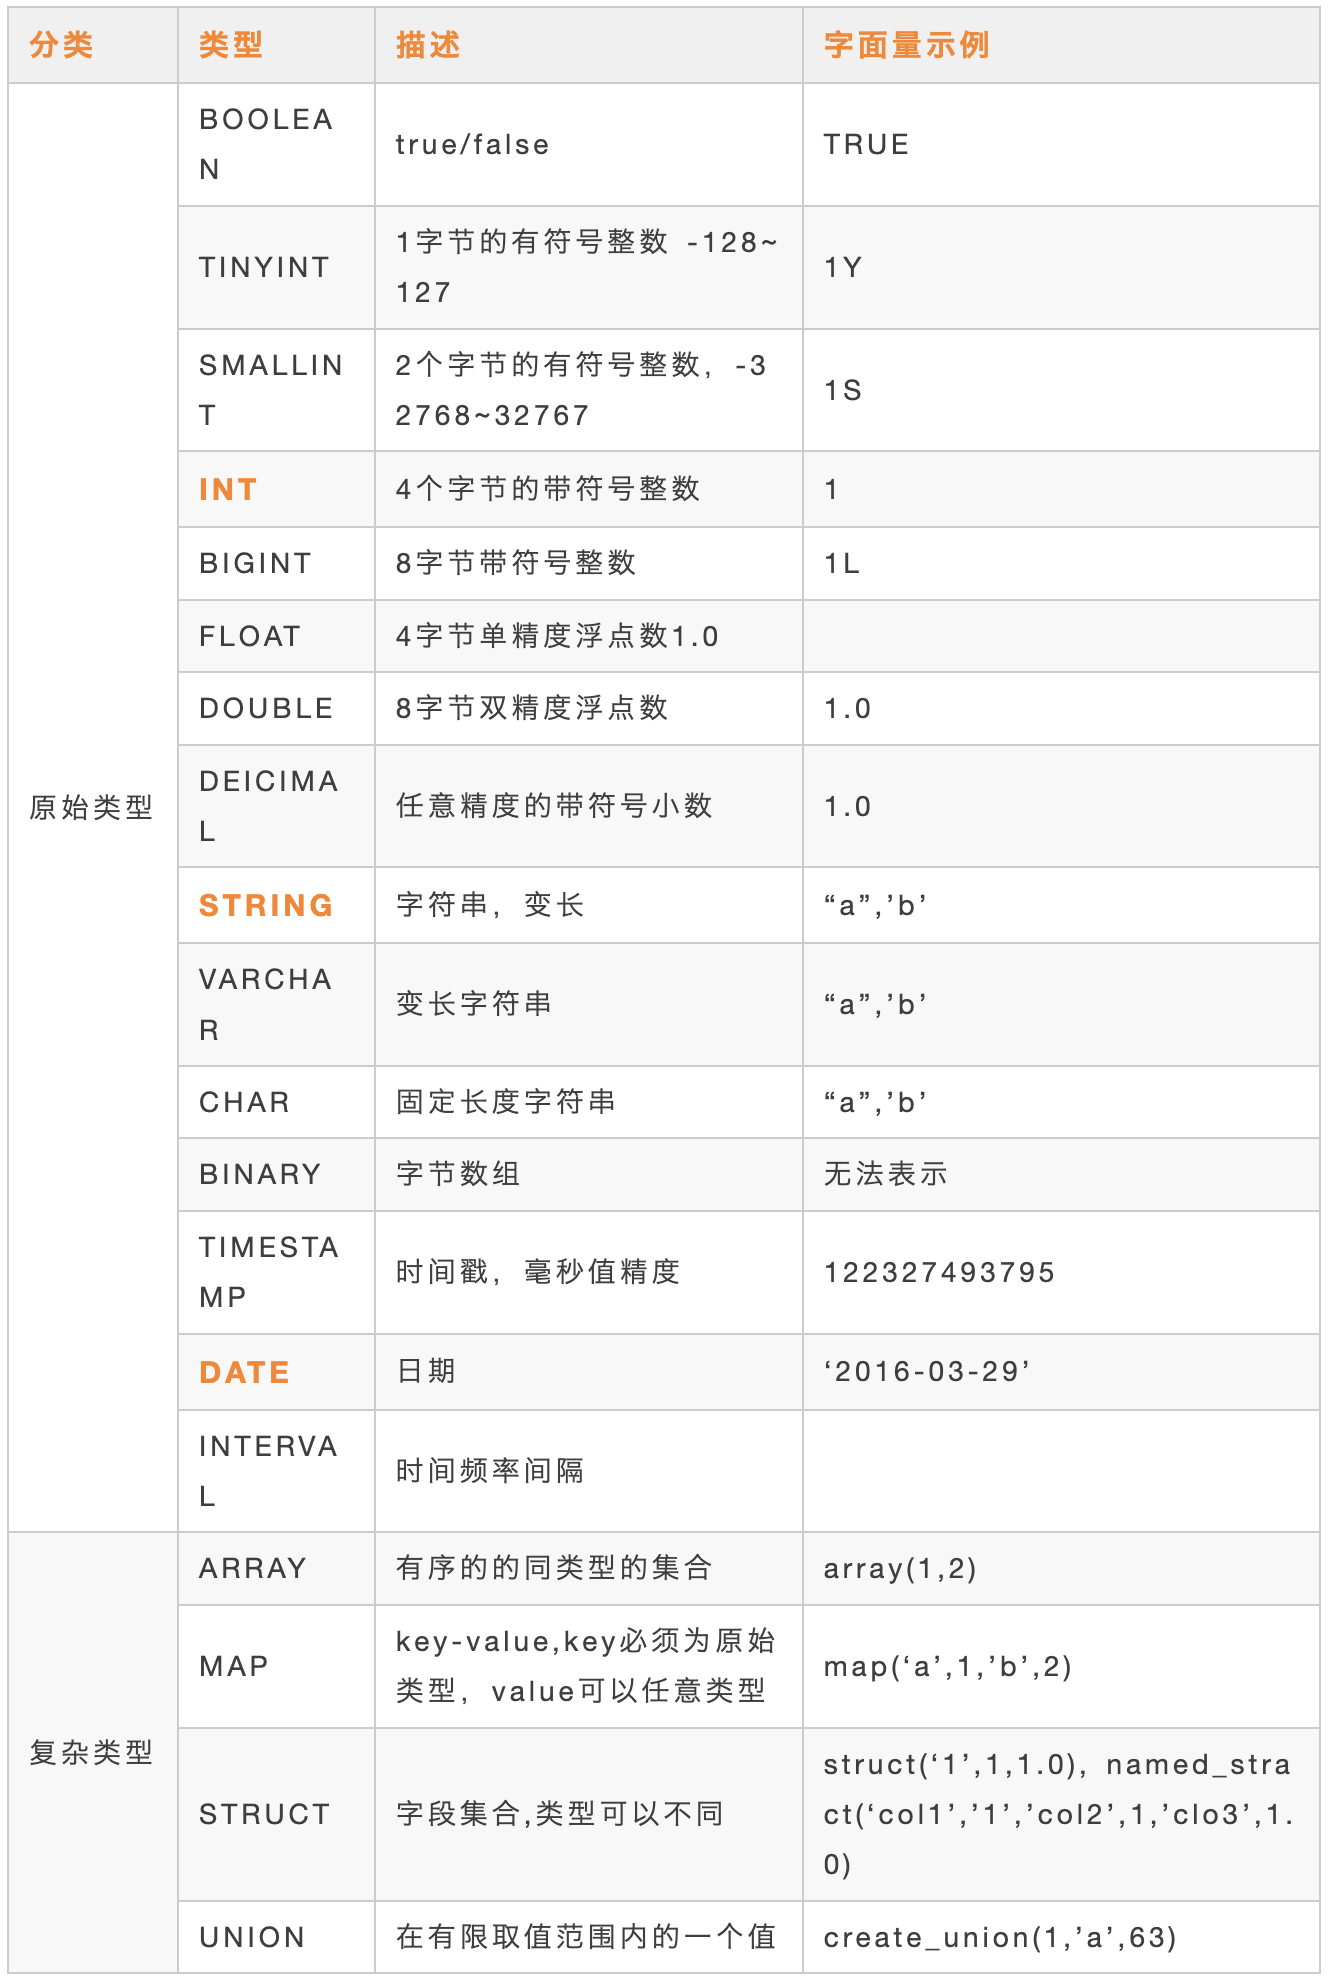 分类 类型 描述 字面量示例
原始类型
BOOLEA
N
true/false
TRUE
TINYINT
1字节的有符号整数 -128~
127
1Y
SMALLIN
T
2个字节的有符号整数，-3
2768~32767
1S
INT
4个字节的带符号整数
1
BIGINT
8字节带符号整数
1L
FLOAT
4字节单精度浮点数1.0
DOUBLE
8字节双精度浮点数
1.0
DEICIMA
L
任意精度的带符号小数
1.0
STRING
字符串，变长
“a”,’b’
VARCHA
R
变长字符串
“a”,’b’
CHAR
固定长度字符串
“a”,’b’
BINARY
字节数组
无法表示
TIMESTA
MP
时间戳，毫秒值精度
122327493795
DATE
日期
‘2016-03-29’
INTERVA
L
时间频率间隔
复杂类型
ARRAY
有序的的同类型的集合
array(1,2)
MAP
key-value,key必须为原始
类型，value可以任意类型
map(‘a’,1,’b’,2)
STRUCT
字段集合,类型可以不同
struct(‘1’,1,1.0), named_stra
ct(‘col1’,’1’,’col2’,1,’clo3’,1.
0)
UNION
在有限取值范围内的一个值
create_union(1,’a’,63)